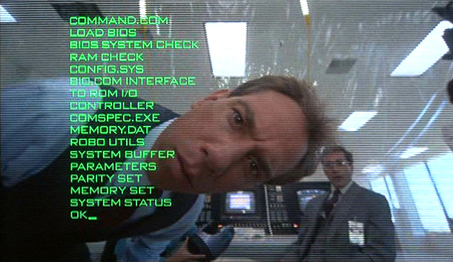 COMMAND.COM
LOAD BIOS
BIOS SYSTEM CHECK
RAM CHECK
CONFIG.SYS
BIO.COM INTERFACE
TO ROM I/O
CONTROLLER
COMSPEC.EXE
MEMORY.DAT
ROBO UTILS
SYSTEM BUFFER
PARAMETERS
PARITY SET
MEMORY SET
SYSTEM STATUS
OK_